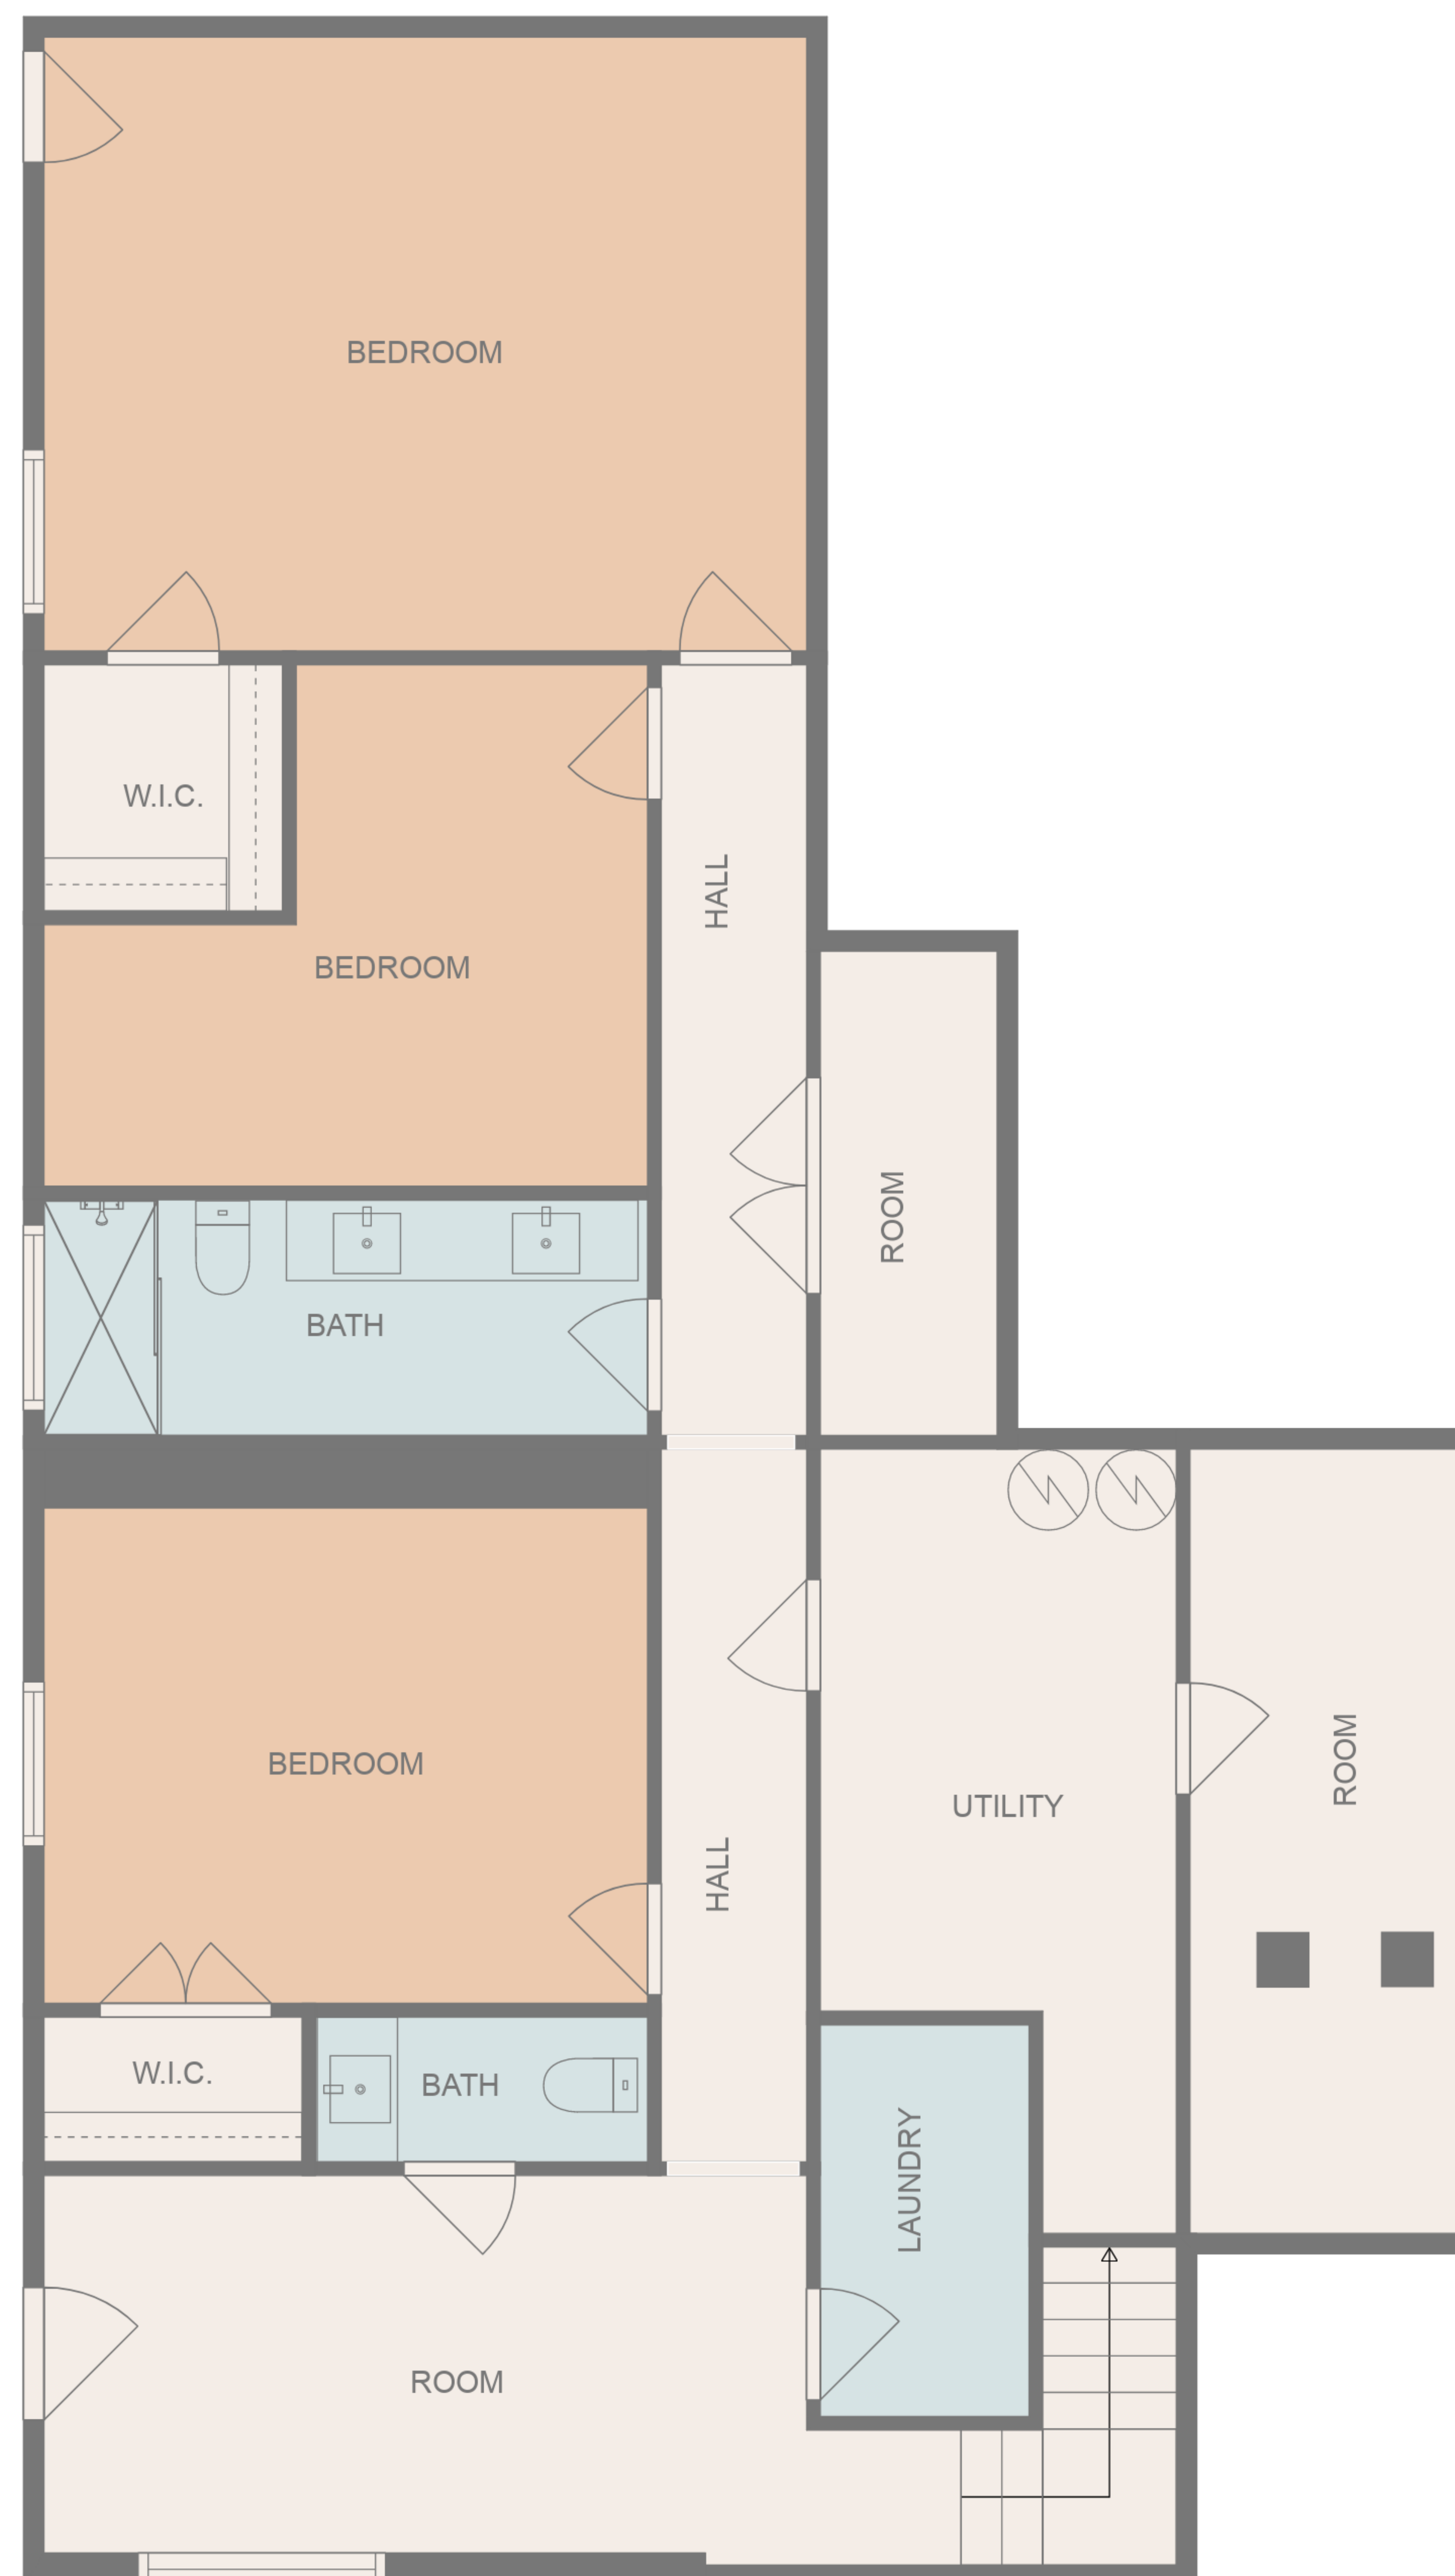 BEDROOM
W.I.C.
HALL
BEDROOM
ROOM
BATH
BEDROOM
ROOM
UTILITY
HALL
W.I.C.
BATH
LAUNDRY
ROOM